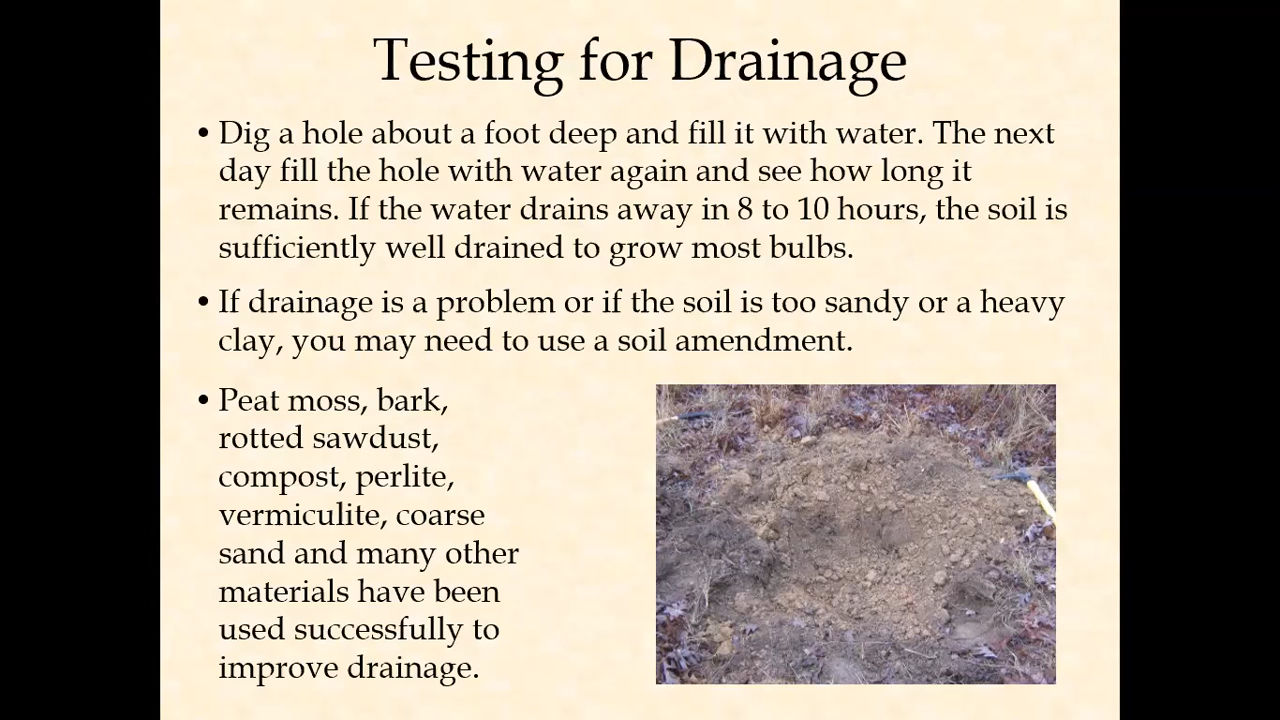 Testing for Drainage
• Dig a hole about a foot deep and fill it with water. The next
day fill the hole with water again and see how long it
remains. If the water drains away in 8 to 10 hours, the soil is
sufficiently well drained to grow most bulbs.
• If drainage is a problem or if the soil is too sandy or a heavy
clay, you may need to use a soil amendment.
• Peat moss, bark,
rotted sawdust,
compost, perlite,
vermiculite, coarse
sand and many other
materials have been
used successfully to
improve drainage.